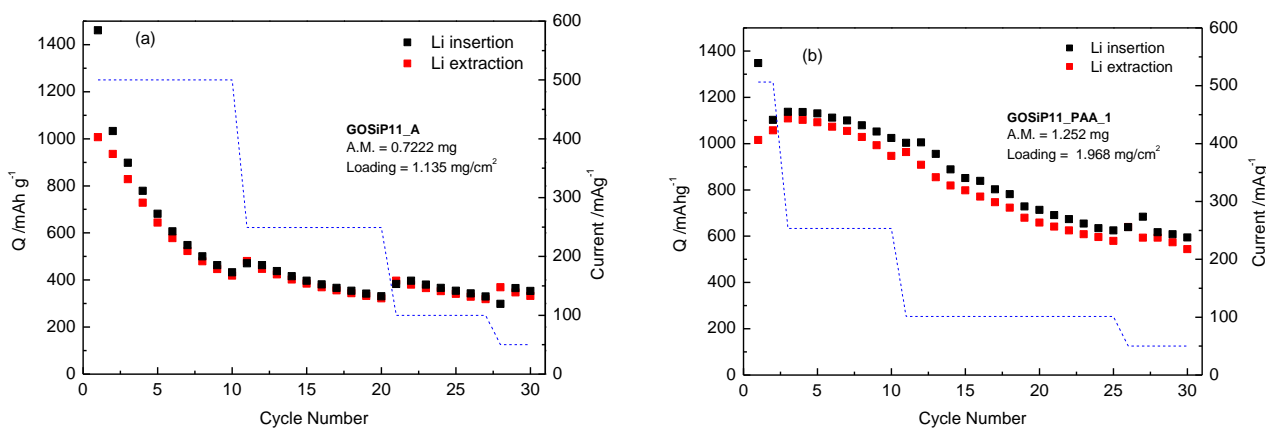 (a)
Li insertion
Li extraction
GOSiP11_A
A.M. = 0.7222 mg
Loading = 1.135 mg/cm²
Q /mAh g⁻¹
1400
1200
1000
800
600
400
200
0
600
500
400
300
200
100
0
Current /mAg⁻¹
0 5 10 15 20 25 30
Cycle Number
(b)
Li insertion
Li extraction
GOSiP11_PAA_1
A.M. = 1.252 mg
Loading = 1.968 mg/cm²
Q /mAhg⁻¹
1400
1200
1000
800
600
400
200
0
600
500
400
300
200
100
0
Current /mAg⁻¹
0 5 10 15 20 25 30
Cycle Number